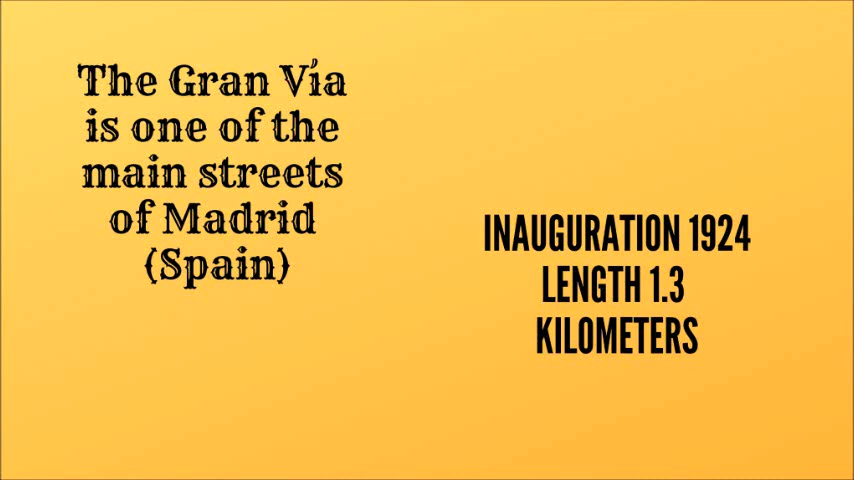 The Gran Vía
is one of the
main streets
of Madrid
(Spain)
INAUGURATION 1924
LENGTH 1.3
KILOMETERS